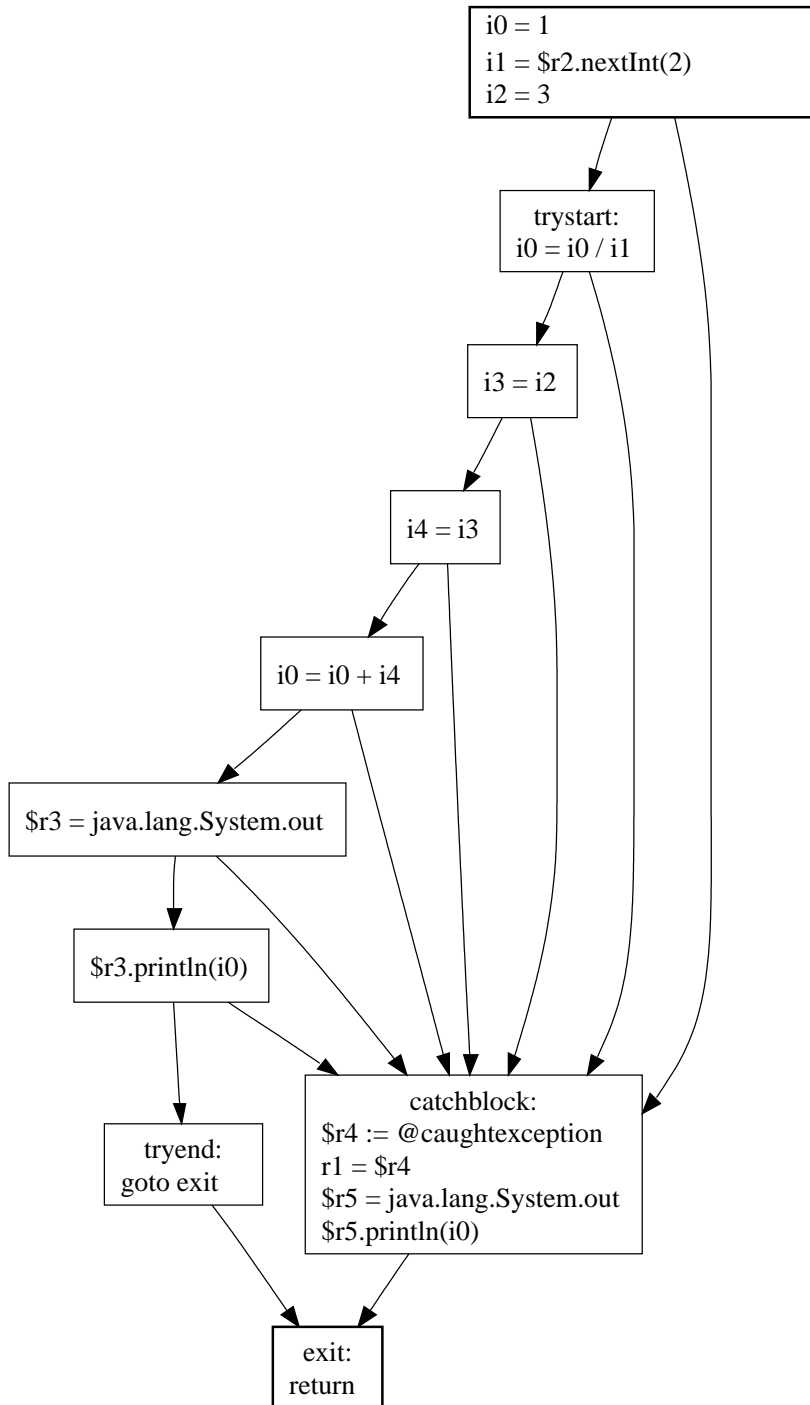 i0 = 1
i1 = $r2.nextInt(2)
i2 = 3
trystart:
i0 = i0 / i1
i3 = i2
i4 = i3
i0 = i0 + i4
$r3 = java.lang.System.out
$r3.println(i0)
catchblock:
$r4 := @caughtexception
r1 = $r4
$r5 = java.lang.System.out
$r5.println(i0)
tryend:
goto exit
exit:
return